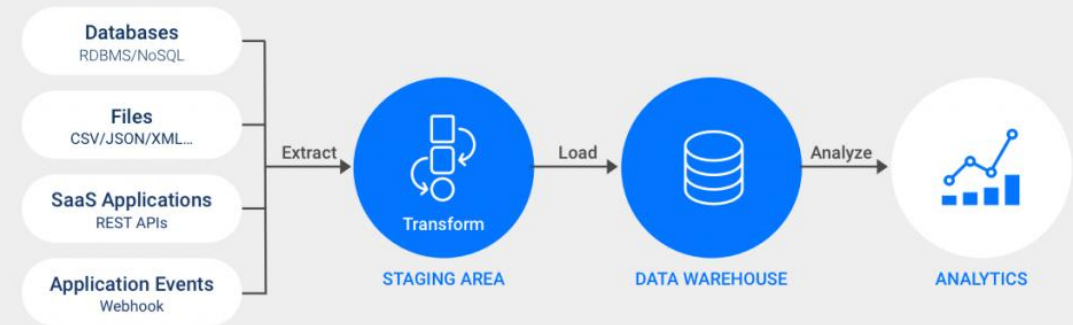 Databases
RDBMS/NoSQL
Files
CSV/JSON/XML...
SaaS Applications
REST APIs
Application Events
Webhook
Extract
Transform
STAGING AREA
Load
DATA WAREHOUSE
Analyze
ANALYTICS